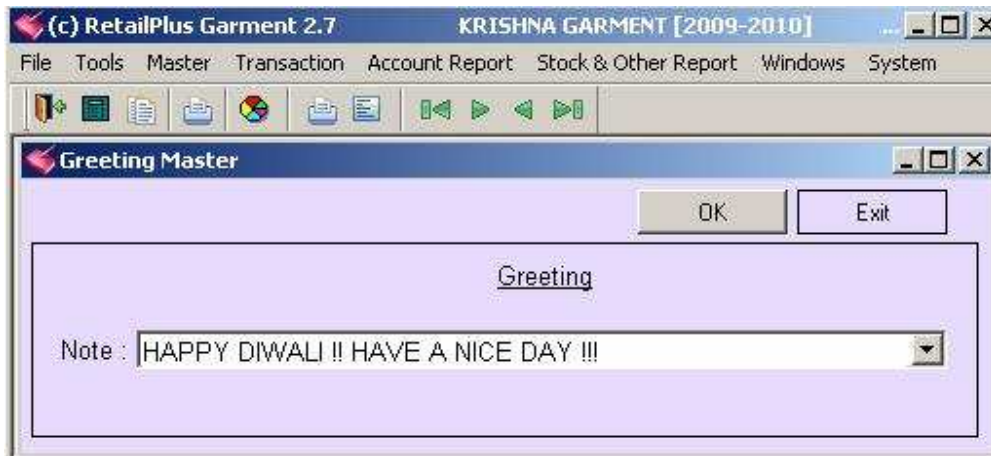 (c) RetailPlus Garment 2.7 KRISHNA GARMENT [2009-2010] ...
File Tools Master Transaction Account Report Stock & Other Report Windows System
Greeting Master
OK Exit
Greeting
Note : HAPPY DIWALI !! HAVE A NICE DAY !!!